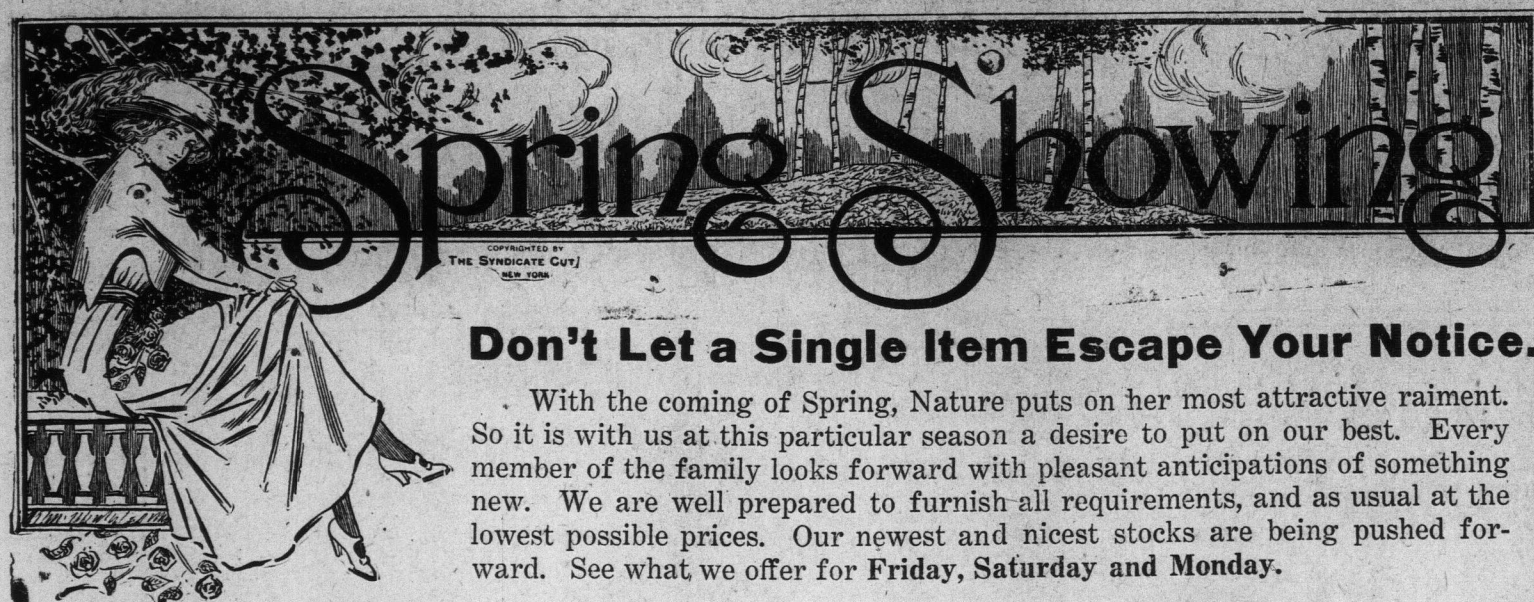 Spring Showing
COPYRIGHTED BY
THE SYNDICATE CUT
NEW YORK
Don't Let a Single Item Escape Your Notice.
With the coming of Spring, Nature puts on her most attractive raiment.
So it is with us at this particular season a desire to put on our best. Every
member of the family looks forward with pleasant anticipations of something
new. We are well prepared to furnish all requirements, and as usual at the
lowest possible prices. Our newest and nicest stocks are being pushed for-
ward. See what we offer for Friday, Saturday and Monday.